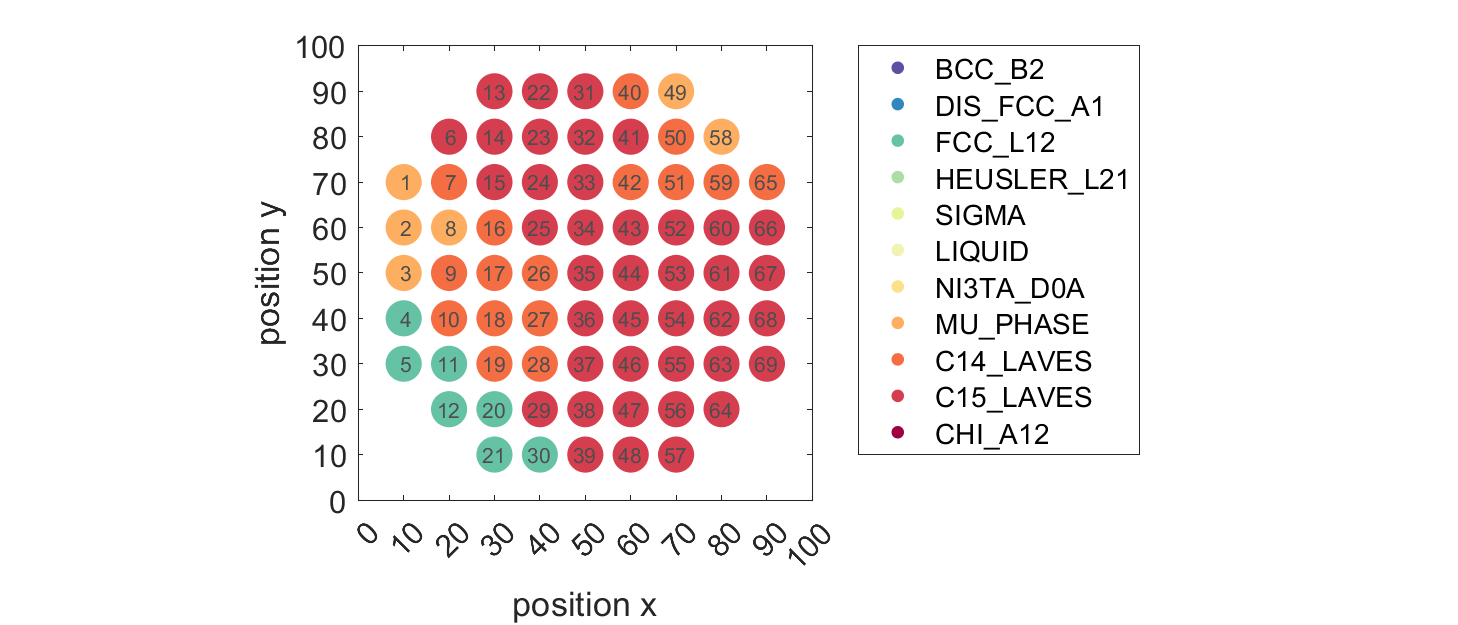 100
90 13 22 31 40 49
80 6 14 23 32 41 50 58
70 1 7 15 24 33 42 51 59 65
60 2 8 16 25 34 43 52 60 66
50 3 9 17 26 35 44 53 61 67
40 4 10 18 27 36 45 54 62 68
30 5 11 19 28 37 46 55 63 69
20 12 20 29 38 47 56 64
10 21 30 39 48 57
0
0 10 20 30 40 50 60 70 80 90 100
position x
position y
BCC_B2
DIS_FCC_A1
FCC_L12
HEUSLER_L21
SIGMA
LIQUID
NI3TA_D0A
MU_PHASE
C14_LAVES
C15_LAVES
CHI_A12